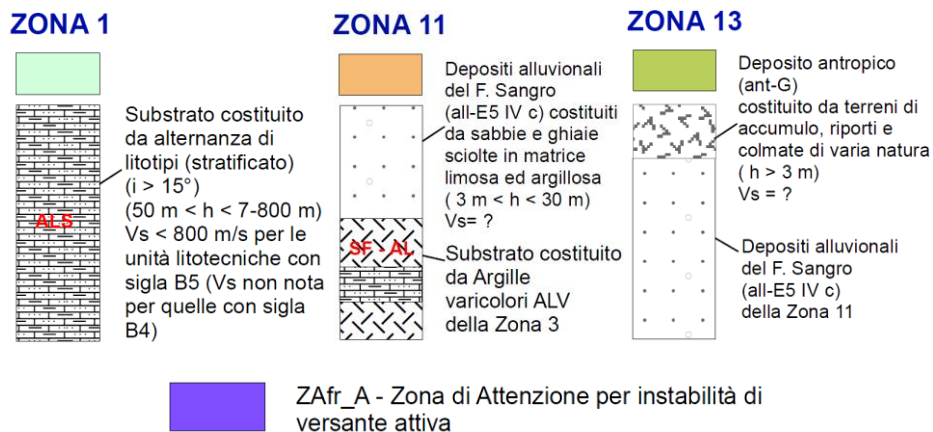 ZONA 1
Substrato costituito
da alternanza di
litotipi (stratificato)
(i > 15°)
(50 m < h < 7-800 m)
Vs < 800 m/s per le
unità litotecniche con
sigla B5 (Vs non nota
per quelle con sigla
B4)
ALS
ZONA 11
Depositi alluvionali
del F. Sangro
(all-E5 IV c) costituiti
da sabbie e ghiaie
sciolte in matrice
limosa ed argillosa
( 3 m < h < 30 m)
Vs= ?
SF - AL
Substrato costituito
da Argille
varicolori ALV
della Zona 3
ZONA 13
Deposito antropico
(ant-G)
costituito da terreni di
accumulo, riporti e
colmate di varia natura
( h > 3 m)
Vs = ?
Depositi alluvionali
del F. Sangro
(all-E5 IV c)
della Zona 11
ZAfr_A - Zona di Attenzione per instabilità di
versante attiva